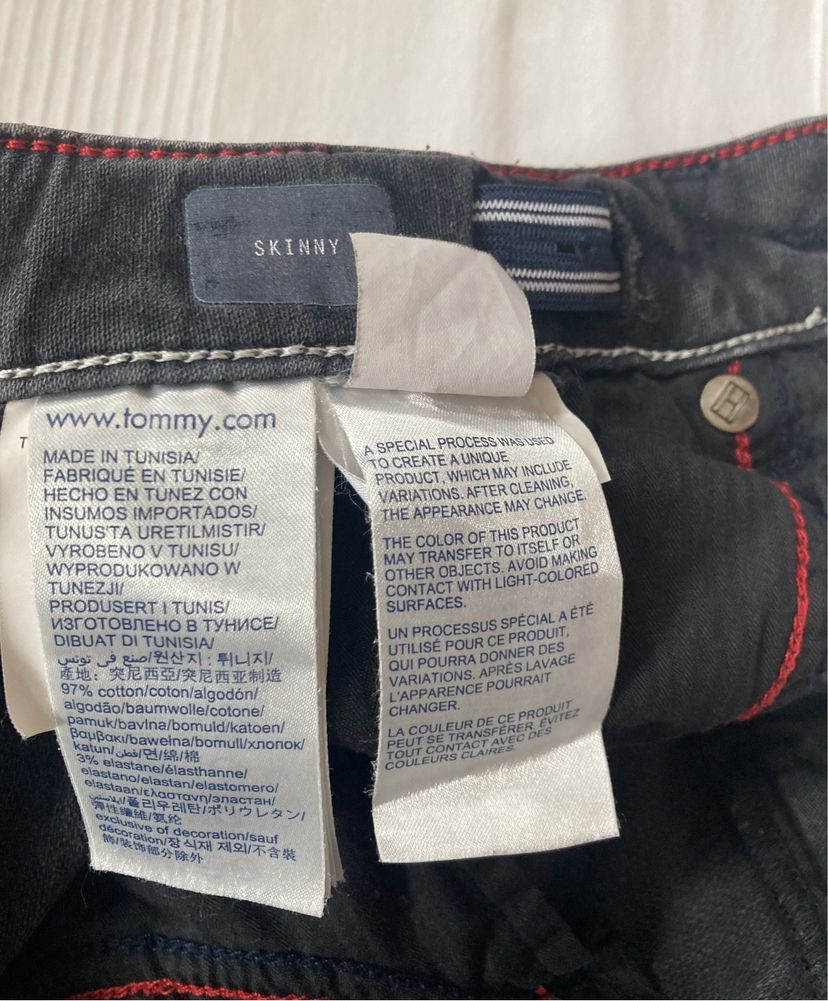 SKINNY
www.tommy.com
MADE IN TUNISIA/
FABRIQUÉ EN TUNISIE/
HECHO EN TUNEZ CON
INSUMOS IMPORTADOS/
TUNUSTA URETILMISTIR/
VYROBENO V TUNISU/
WYPRODUKOWANO W
TUNEZJI/
PRODUSERT I TUNIS/
ИЗГОТОВЛЕНО В ТУНИСЕ/
DIBUAT DI TUNISIA/
صنع في تونس/원산지 : 튀니지/
產地: 突尼西亞/突尼西亚制造
97% cotton/coton/algodón/
algodão/baumwolle/cotone/
pamuk/bavlna/bomuld/katoen/
βαμβακι/bawełna/bomull/хлопок/
katun/قطن/면/綿/棉
3% elastane/élasthanne/
elastano/elastan/elastomero/
elastaan/ελαστανη/эластан/
/폴리우레탄/ポリウレタン/
彈性纖維/氨纶
exclusive of decoration/sauf
décoration/장식재 제외/不含裝
飾/装饰部分除外
A SPECIAL PROCESS WAS USED
TO CREATE A UNIQUE
PRODUCT, WHICH MAY INCLUDE
VARIATIONS. AFTER CLEANING,
THE APPEARANCE MAY CHANGE.
THE COLOR OF THIS PRODUCT
MAY TRANSFER TO ITSELF OR
OTHER OBJECTS. AVOID MAKING
CONTACT WITH LIGHT-COLORED
SURFACES.
UN PROCESSUS SPÉCIAL A ÉTÉ
UTILISÉ POUR CE PRODUIT,
QUI POURRA DONNER DES
VARIATIONS. APRÈS LAVAGE
L'APPARENCE POURRAIT
CHANGER.
LA COULEUR DE CE PRODUIT
PEUT SE TRANSFÉRER. ÉVITEZ
TOUT CONTACT AVEC DES
COULEURS CLAIRES.
T
H